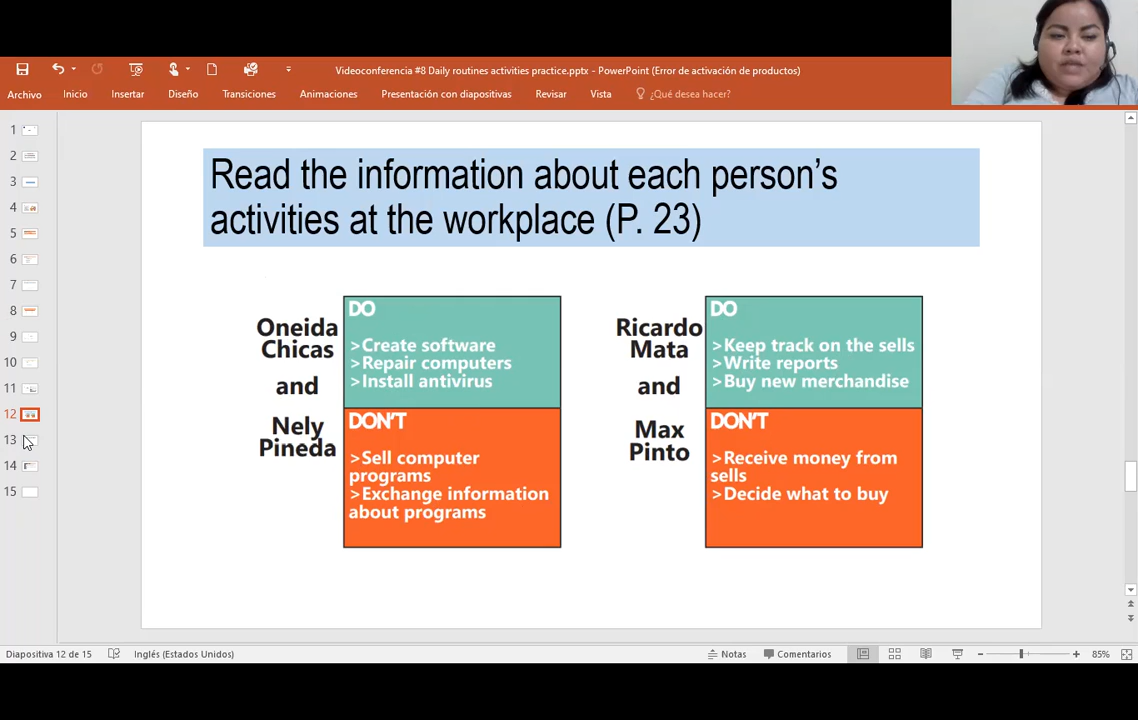 Videoconferencia #8 Daily routines activities practice.pptx - PowerPoint (Error de activación de productos)
Archivo Inicio Insertar Diseño Transiciones Animaciones Presentación con diapositivas Revisar Vista ¿Qué desea hacer?
1
2
3
4
5
6
7
8
9
10
11
12
13
14
15
Read the information about each person's
activities at the workplace (P. 23)
Oneida
Chicas
and
Nely
Pineda
DO
>Create software
>Repair computers
>Install antivirus
DON'T
>Sell computer
programs
>Exchange information
about programs
Ricardo
Mata
and
Max
Pinto
DO
>Keep track on the sells
>Write reports
>Buy new merchandise
DON'T
>Receive money from
sells
>Decide what to buy
Diapositiva 12 de 15 Inglés (Estados Unidos) Notas Comentarios 85%